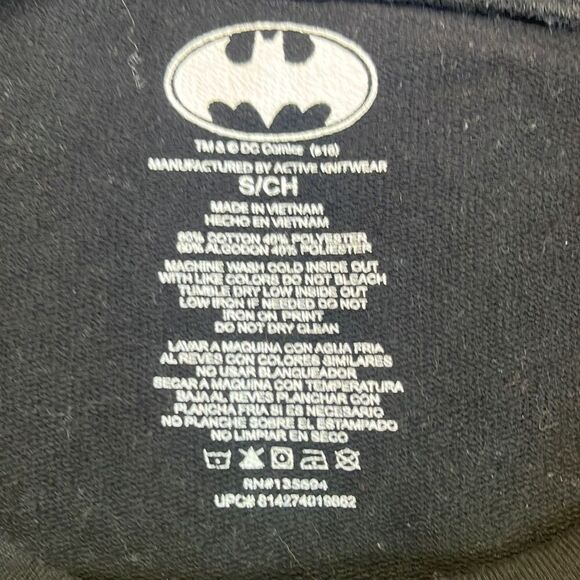 TM & © DC Comics (s16)
MANUFACTURED BY ACTIVE KNITWEAR
S/CH
MADE IN VIETNAM
HECHO EN VIETNAM
60% COTTON 40% POLYESTER
60% ALGODON 40% POLIESTER
MACHINE WASH COLD INSIDE OUT
WITH LIKE COLORS DO NOT BLEACH
TUMBLE DRY LOW INSIDE OUT
LOW IRON IF NEEDED DO NOT
IRON ON PRINT
DO NOT DRY CLEAN
LAVAR A MAQUINA CON AGUA FRIA
AL REVES CON COLORES SIMILARES
NO USAR BLANQUEADOR
SECAR A MAQUINA CON TEMPERATURA
BAJA AL REVES PLANCHAR CON
PLANCHA FRIA SI ES NECESARIO
NO PLANCHE SOBRE EL ESTAMPADO
NO LIMPIAR EN SECO
RN#135694
UPC# 814274019862